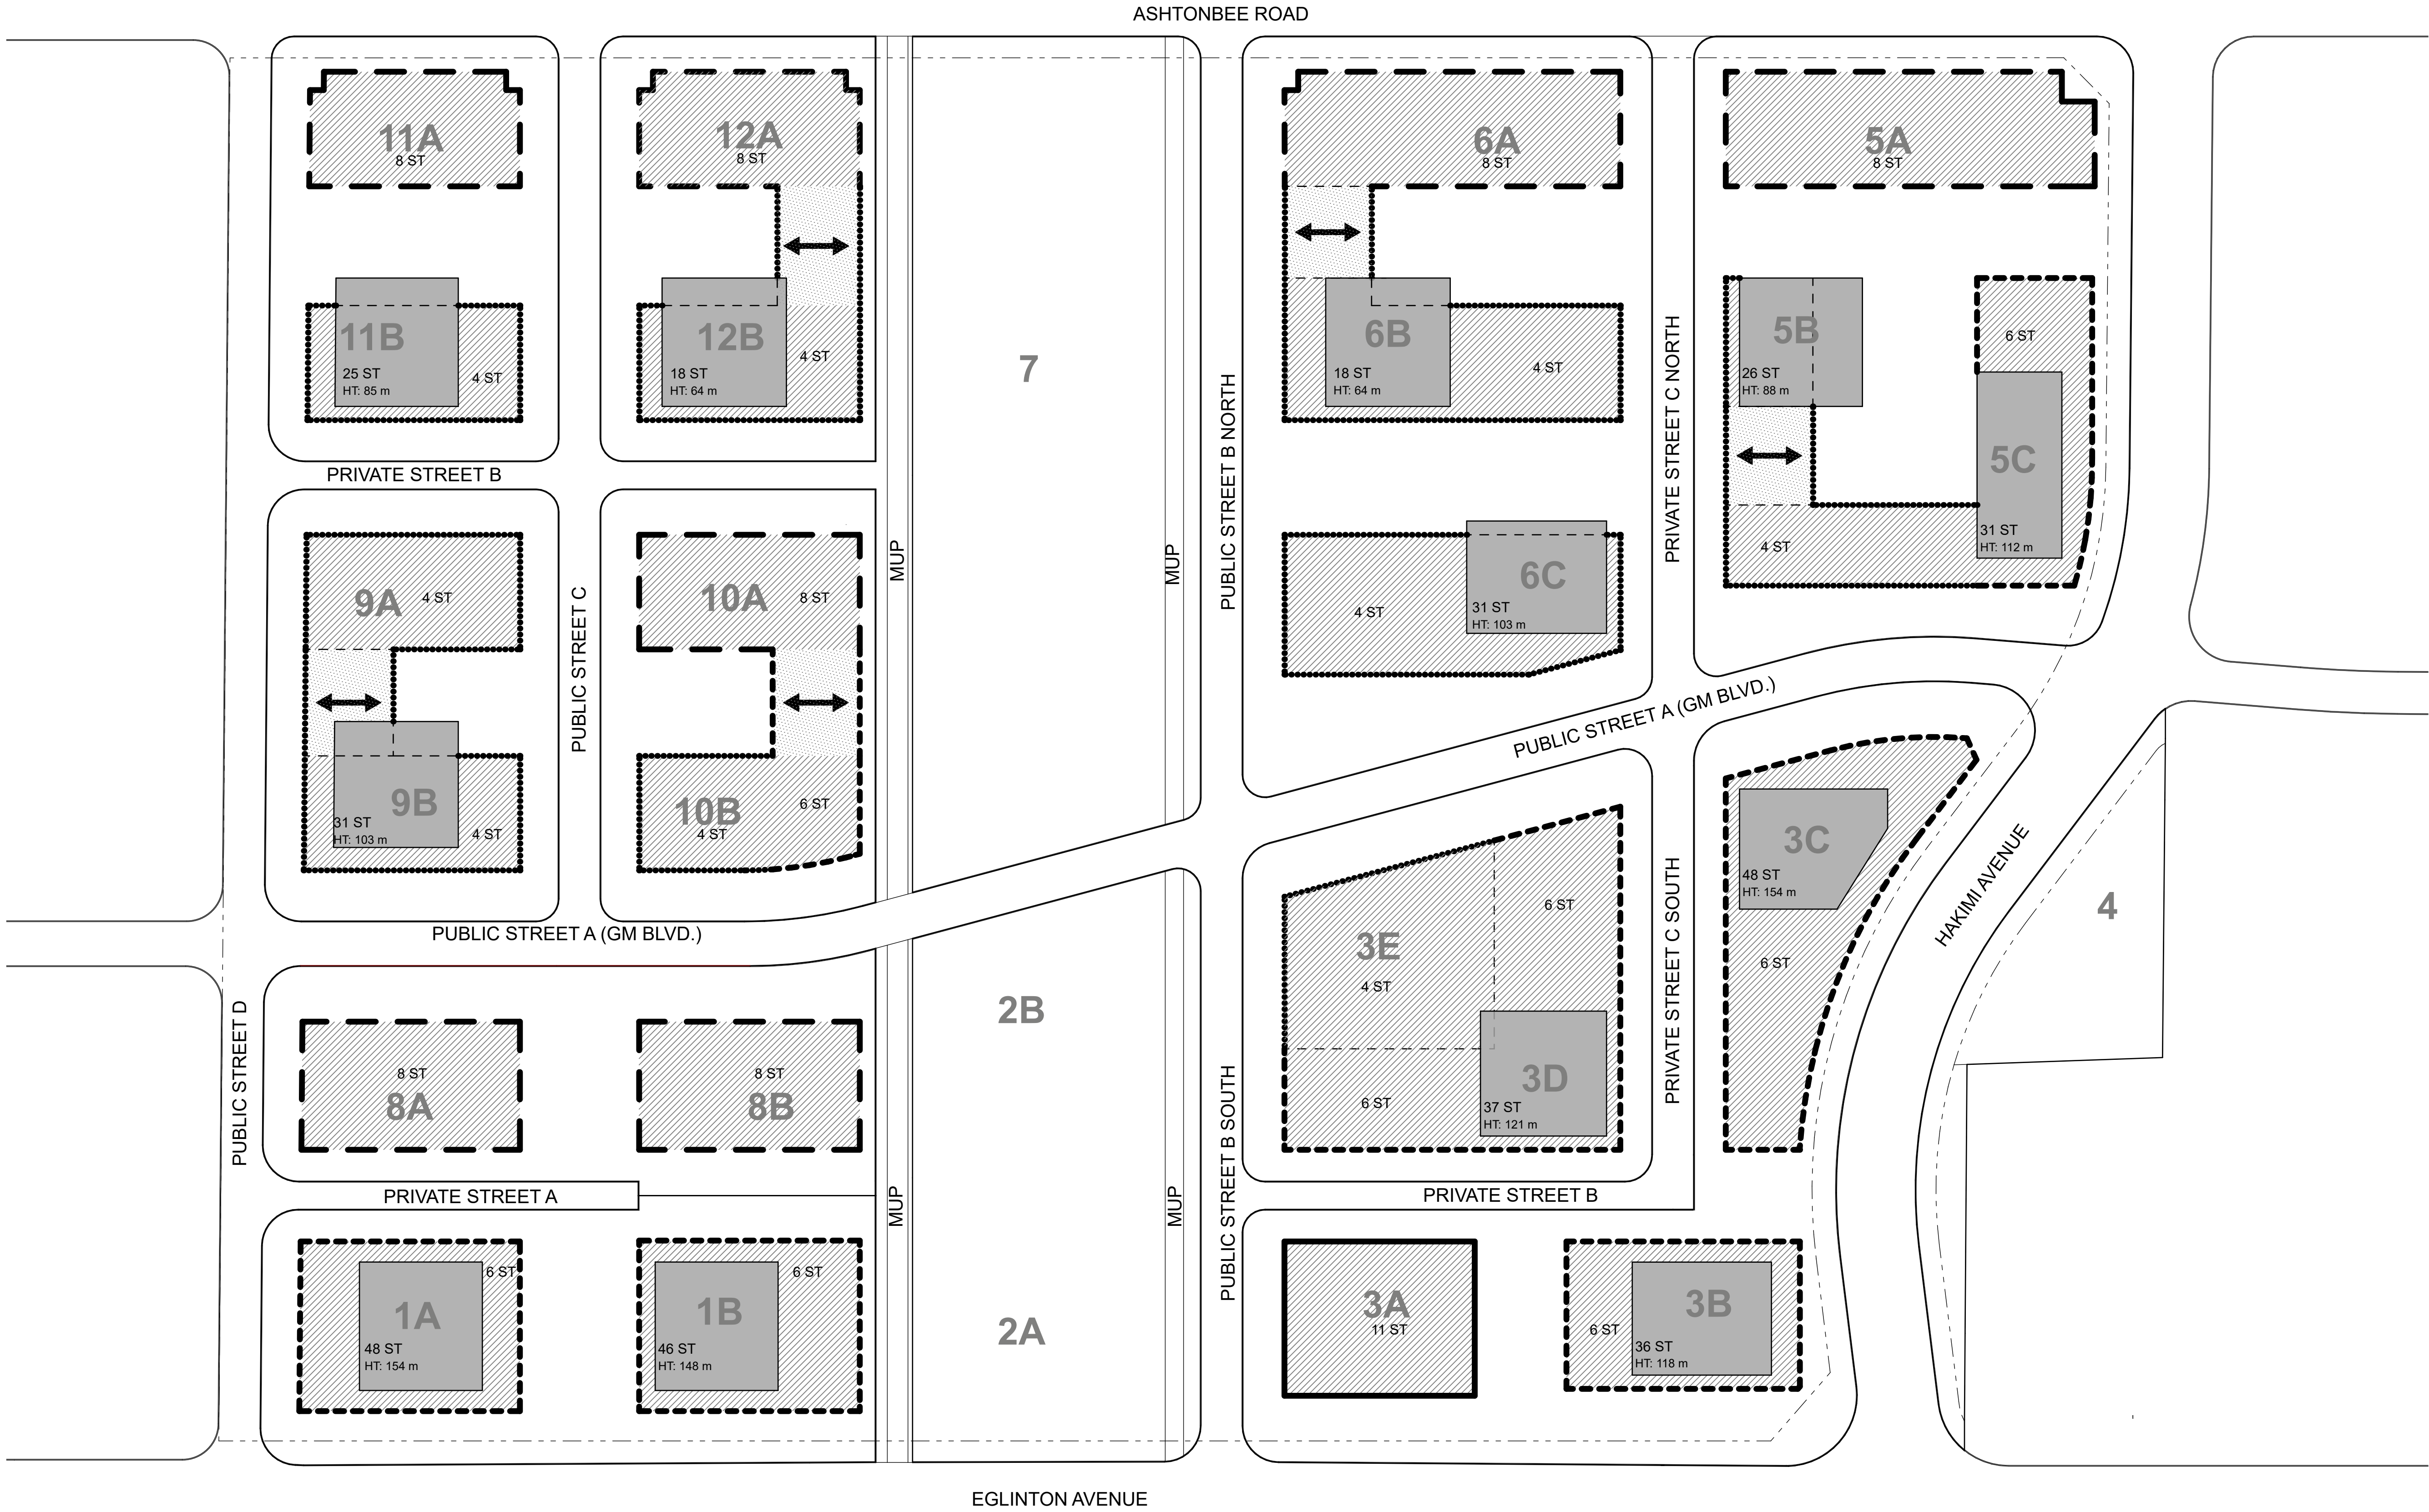 ASHTONBEE ROAD
11A
8 ST
12A
8 ST
6A
8 ST
5A
8 ST
11B
25 ST
HT: 85 m
4 ST
12B
18 ST
HT: 64 m
4 ST
7
PUBLIC STREET B NORTH
6B
18 ST
HT: 64 m
4 ST
PRIVATE STREET C NORTH
5B
26 ST
HT: 88 m
6 ST
5C
31 ST
HT: 112 m
4 ST
PRIVATE STREET B
9A
4 ST
PUBLIC STREET C
10A
8 ST
MUP
MUP
4 ST
6C
31 ST
HT: 103 m
9B
31 ST
HT: 103 m
4 ST
10B
4 ST
6 ST
PUBLIC STREET A (GM BLVD.)
PUBLIC STREET A (GM BLVD.)
3E
4 ST
6 ST
6 ST
3D
37 ST
HT: 121 m
PRIVATE STREET C SOUTH
3C
48 ST
HT: 154 m
6 ST
HAKIMI AVENUE
4
PUBLIC STREET D
8 ST
8A
8 ST
8B
2B
PRIVATE STREET A
MUP
MUP
PUBLIC STREET B SOUTH
PRIVATE STREET B
1A
6 ST
48 ST
HT: 154 m
1B
6 ST
46 ST
HT: 148 m
2A
3A
11 ST
6 ST
3B
36 ST
HT: 118 m
EGLINTON AVENUE